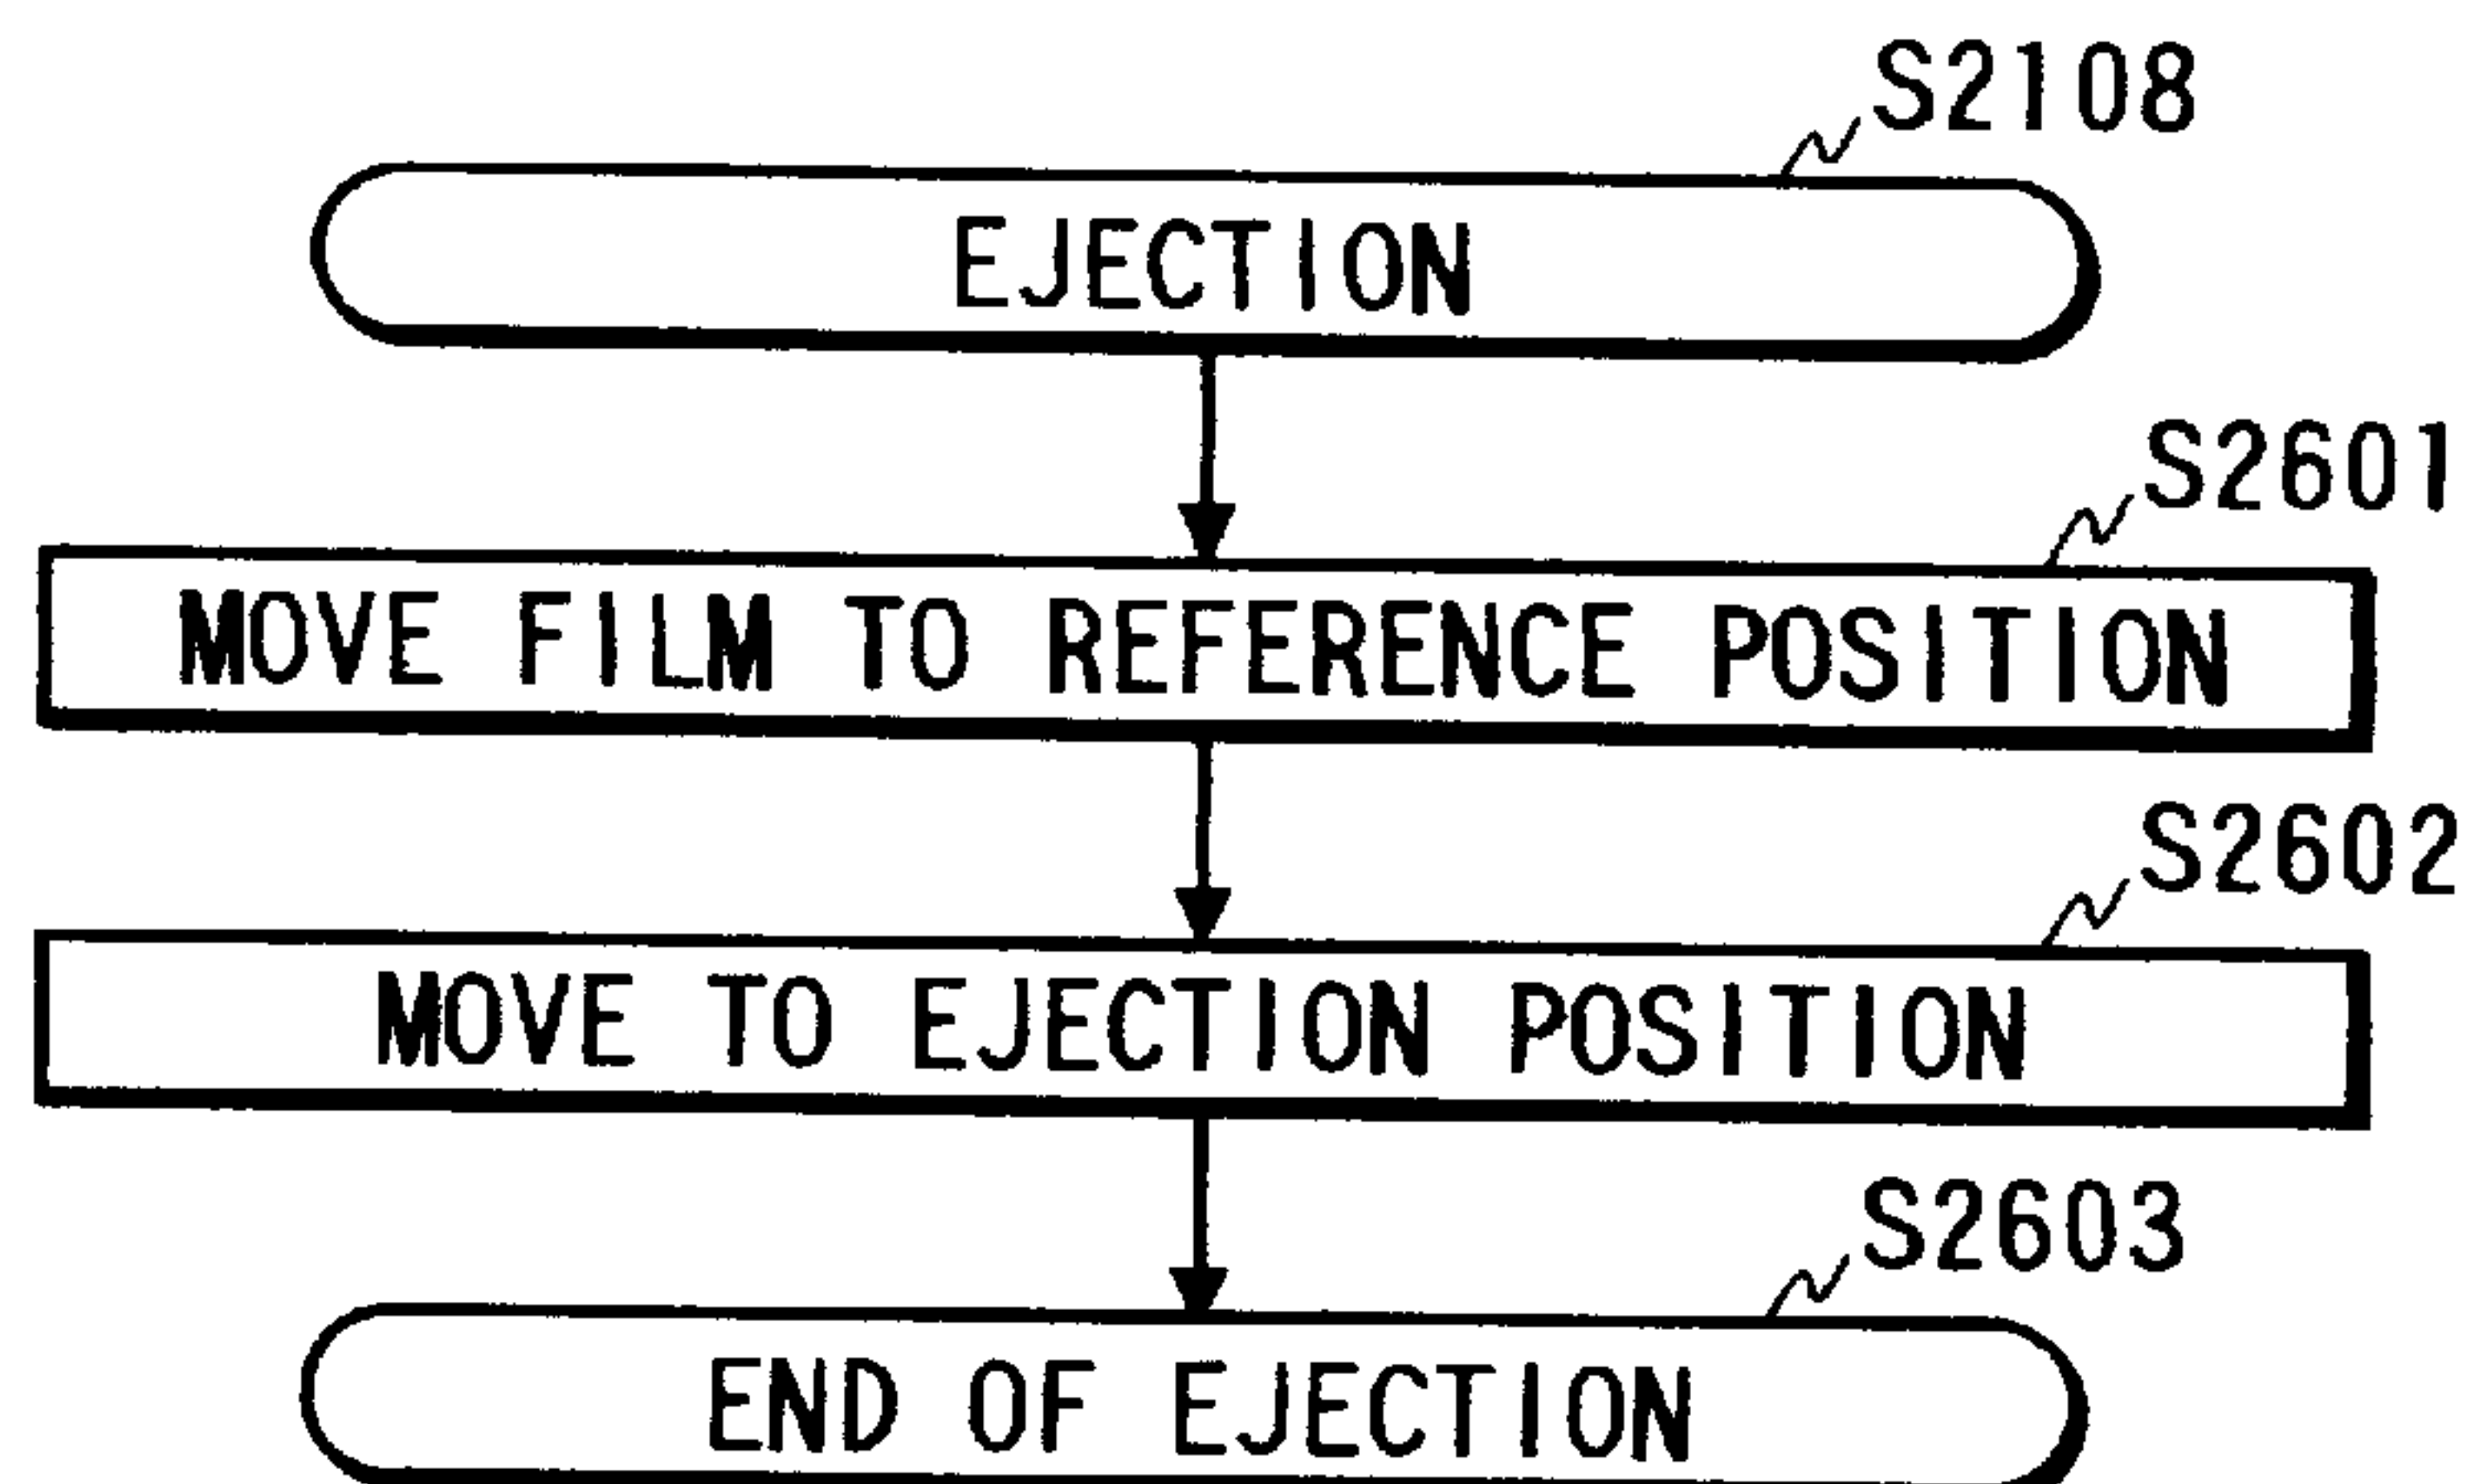 S2108
EJECTION
S2601
MOVE FILM TO REFERENCE POSITION
S2602
MOVE TO EJECTION POSITION
S2603
END OF EJECTION